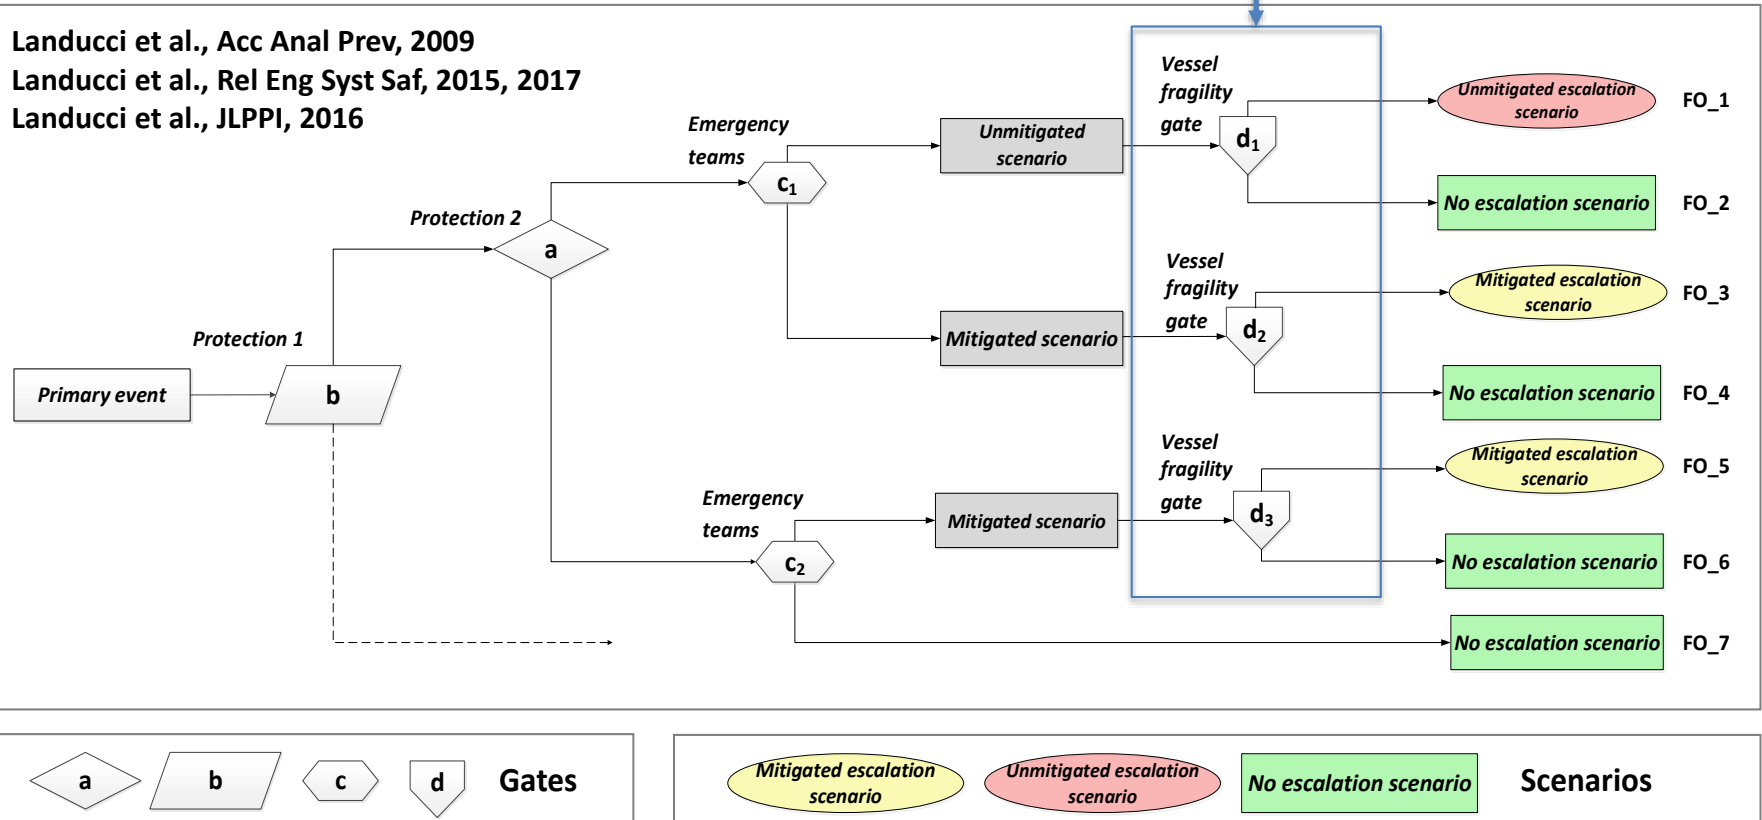 Landucci et al., Acc Anal Prev, 2009
Landucci et al., Rel Eng Syst Saf, 2015, 2017
Landucci et al., JLPPI, 2016
Primary event
Protection 1
b
Protection 2
a
Emergency
teams
c1
Unmitigated
scenario
Vessel
fragility
gate
d1
Unmitigated escalation
scenario
FO_1
No escalation scenario
FO_2
Mitigated scenario
Vessel
fragility
gate
d2
Mitigated escalation
scenario
FO_3
No escalation scenario
FO_4
Emergency
teams
c2
Mitigated scenario
Vessel
fragility
gate
d3
Mitigated escalation
scenario
FO_5
No escalation scenario
FO_6
No escalation scenario
FO_7
a
b
c
d
Gates
Mitigated escalation
scenario
Unmitigated escalation
scenario
No escalation scenario
Scenarios